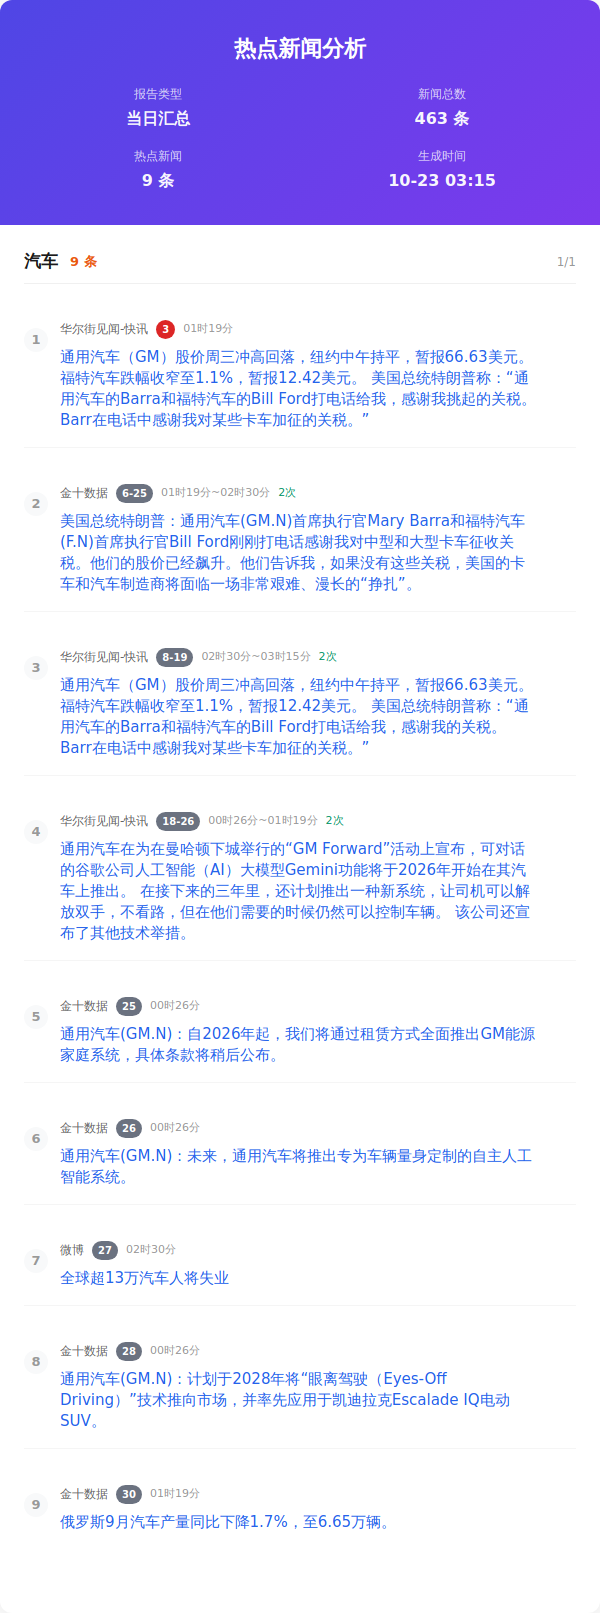 热点新闻分析
报告类型
当日汇总
新闻总数
463 条
热点新闻
9 条
生成时间
10-23 03:15
汽车 9 条 1/1
1
华尔街见闻-快讯 3 01时19分
通用汽车（GM）股价周三冲高回落，纽约中午持平，暂报66.63美元。
福特汽车跌幅收窄至1.1%，暂报12.42美元。 美国总统特朗普称：“通
用汽车的Barra和福特汽车的Bill Ford打电话给我，感谢我挑起的关税。
Barr在电话中感谢我对某些卡车加征的关税。”
2
金十数据 6-25 01时19分~02时30分 2次
美国总统特朗普：通用汽车(GM.N)首席执行官Mary Barra和福特汽车
(F.N)首席执行官Bill Ford刚刚打电话感谢我对中型和大型卡车征收关
税。他们的股价已经飙升。他们告诉我，如果没有这些关税，美国的卡
车和汽车制造商将面临一场非常艰难、漫长的“挣扎”。
3
华尔街见闻-快讯 8-19 02时30分~03时15分 2次
通用汽车（GM）股价周三冲高回落，纽约中午持平，暂报66.63美元。
福特汽车跌幅收窄至1.1%，暂报12.42美元。 美国总统特朗普称：“通
用汽车的Barra和福特汽车的Bill Ford打电话给我，感谢我的关税。
Barr在电话中感谢我对某些卡车加征的关税。”
4
华尔街见闻-快讯 18-26 00时26分~01时19分 2次
通用汽车在为在曼哈顿下城举行的“GM Forward”活动上宣布，可对话
的谷歌公司人工智能（AI）大模型Gemini功能将于2026年开始在其汽
车上推出。 在接下来的三年里，还计划推出一种新系统，让司机可以解
放双手，不看路，但在他们需要的时候仍然可以控制车辆。 该公司还宣
布了其他技术举措。
5
金十数据 25 00时26分
通用汽车(GM.N)：自2026年起，我们将通过租赁方式全面推出GM能源
家庭系统，具体条款将稍后公布。
6
金十数据 26 00时26分
通用汽车(GM.N)：未来，通用汽车将推出专为车辆量身定制的自主人工
智能系统。
7
微博 27 02时30分
全球超13万汽车人将失业
8
金十数据 28 00时26分
通用汽车(GM.N)：计划于2028年将“眼离驾驶（Eyes-Off
Driving）”技术推向市场，并率先应用于凯迪拉克Escalade IQ电动
SUV。
9
金十数据 30 01时19分
俄罗斯9月汽车产量同比下降1.7%，至6.65万辆。